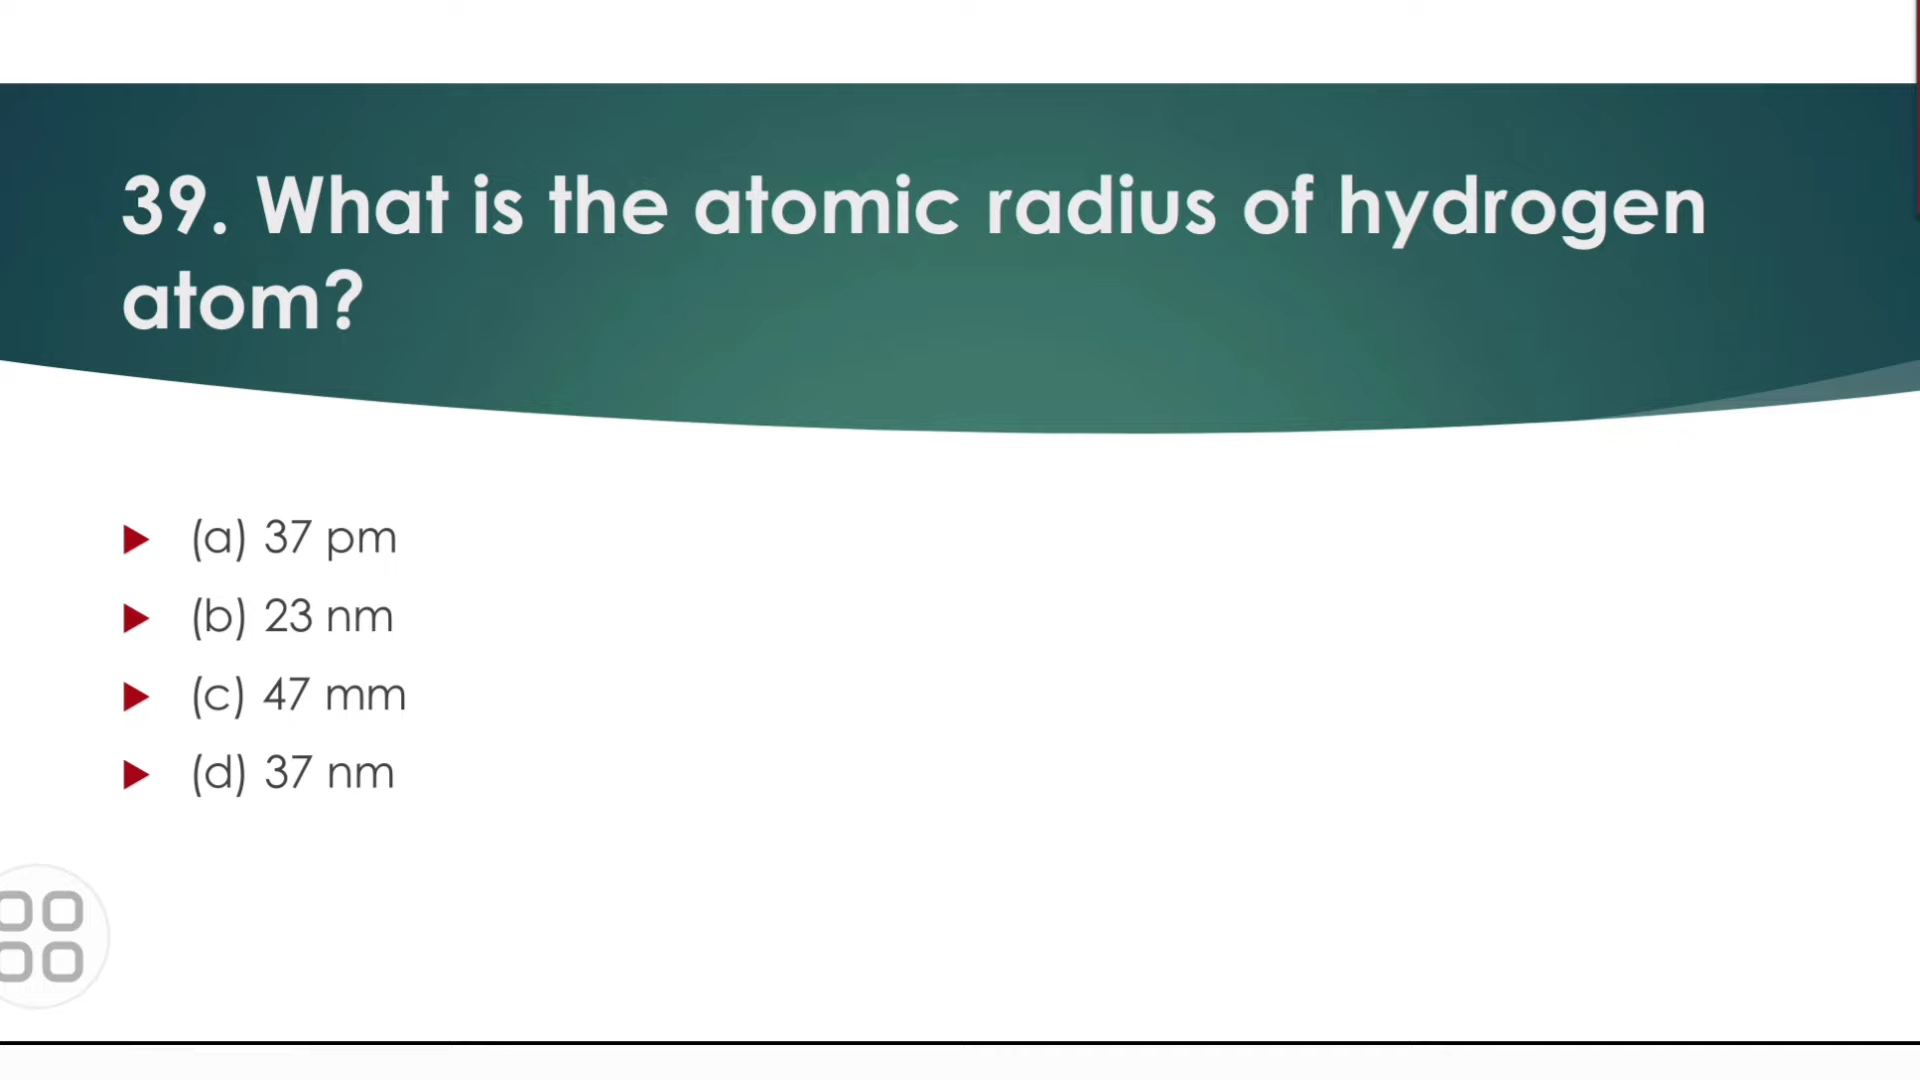 39. What is the atomic radius of hydrogen
atom?
(a) 37 pm
(b) 23 nm
(c) 47 mm
(d) 37 nm